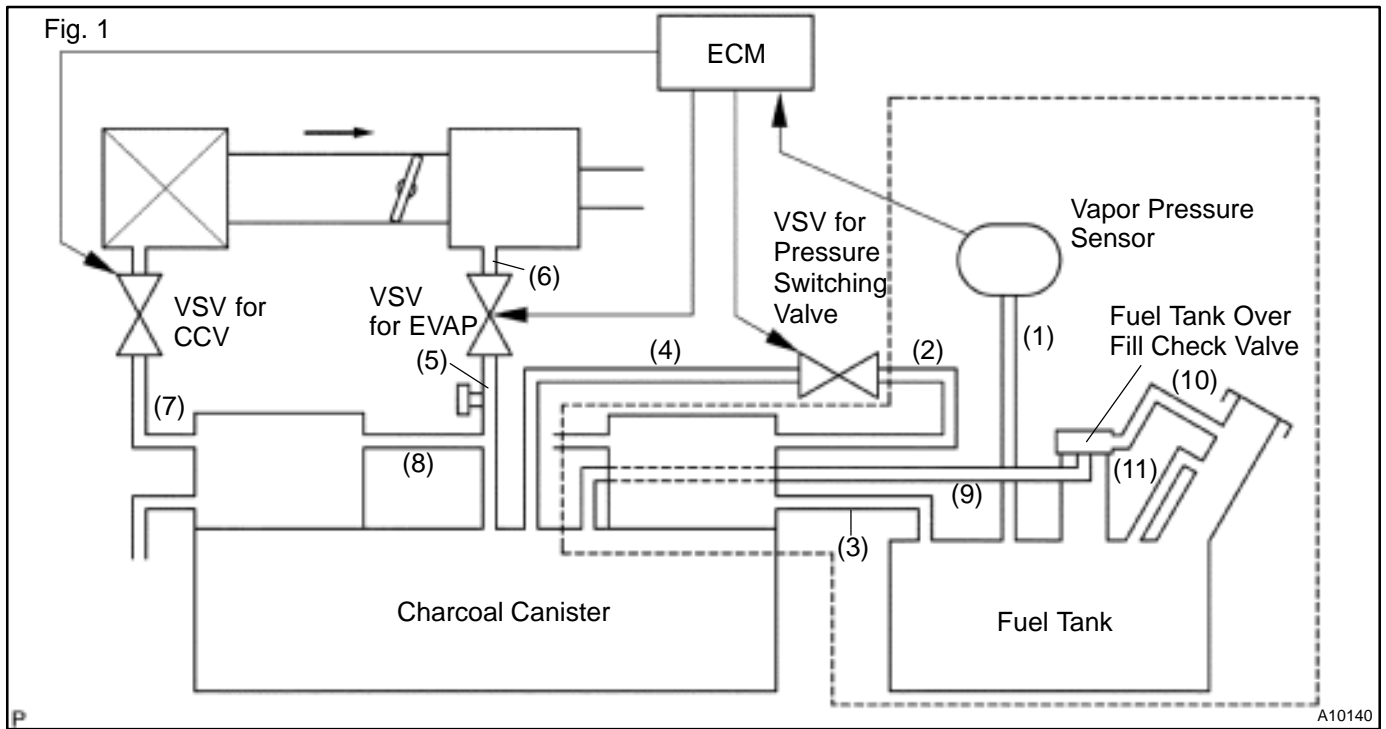 Fig. 1
ECM
Vapor Pressure
Sensor
VSV for
Pressure
Switching
Valve
(6)
VSV for
CCV
VSV
for EVAP
Fuel Tank Over
Fill Check Valve
(1)
(2)
(4)
(5)
(10)
(7)
(8)
(11)
(9)
(3)
Charcoal Canister
Fuel Tank
P
A10140